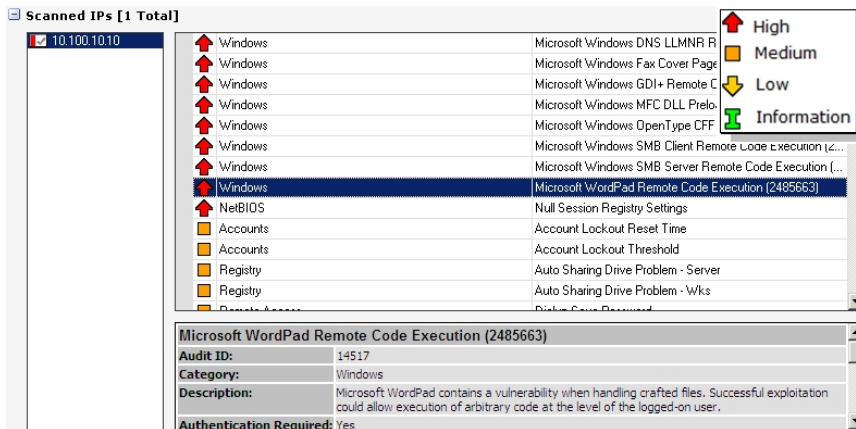 Scanned IPs [1 Total]
10.100.10.10
High
Medium
Low
Information
Windows Microsoft Windows DNS LLMNR R
Windows Microsoft Windows Fax Cover Page
Windows Microsoft Windows GDI+ Remote C
Windows Microsoft Windows MFC DLL Prelo
Windows Microsoft Windows OpenType CFF
Windows Microsoft Windows SMB Client Remote Code Execution (2...
Windows Microsoft Windows SMB Server Remote Code Execution (...
Windows Microsoft WordPad Remote Code Execution (2485663)
NetBIOS Null Session Registry Settings
Accounts Account Lockout Reset Time
Accounts Account Lockout Threshold
Registry Auto Sharing Drive Problem - Server
Registry Auto Sharing Drive Problem - Wks
Microsoft WordPad Remote Code Execution (2485663)
Audit ID: 14517
Category: Windows
Description: Microsoft WordPad contains a vulnerability when handling crafted files. Successful exploitation
could allow execution of arbitrary code at the level of the logged-on user.
Authentication Required: Yes